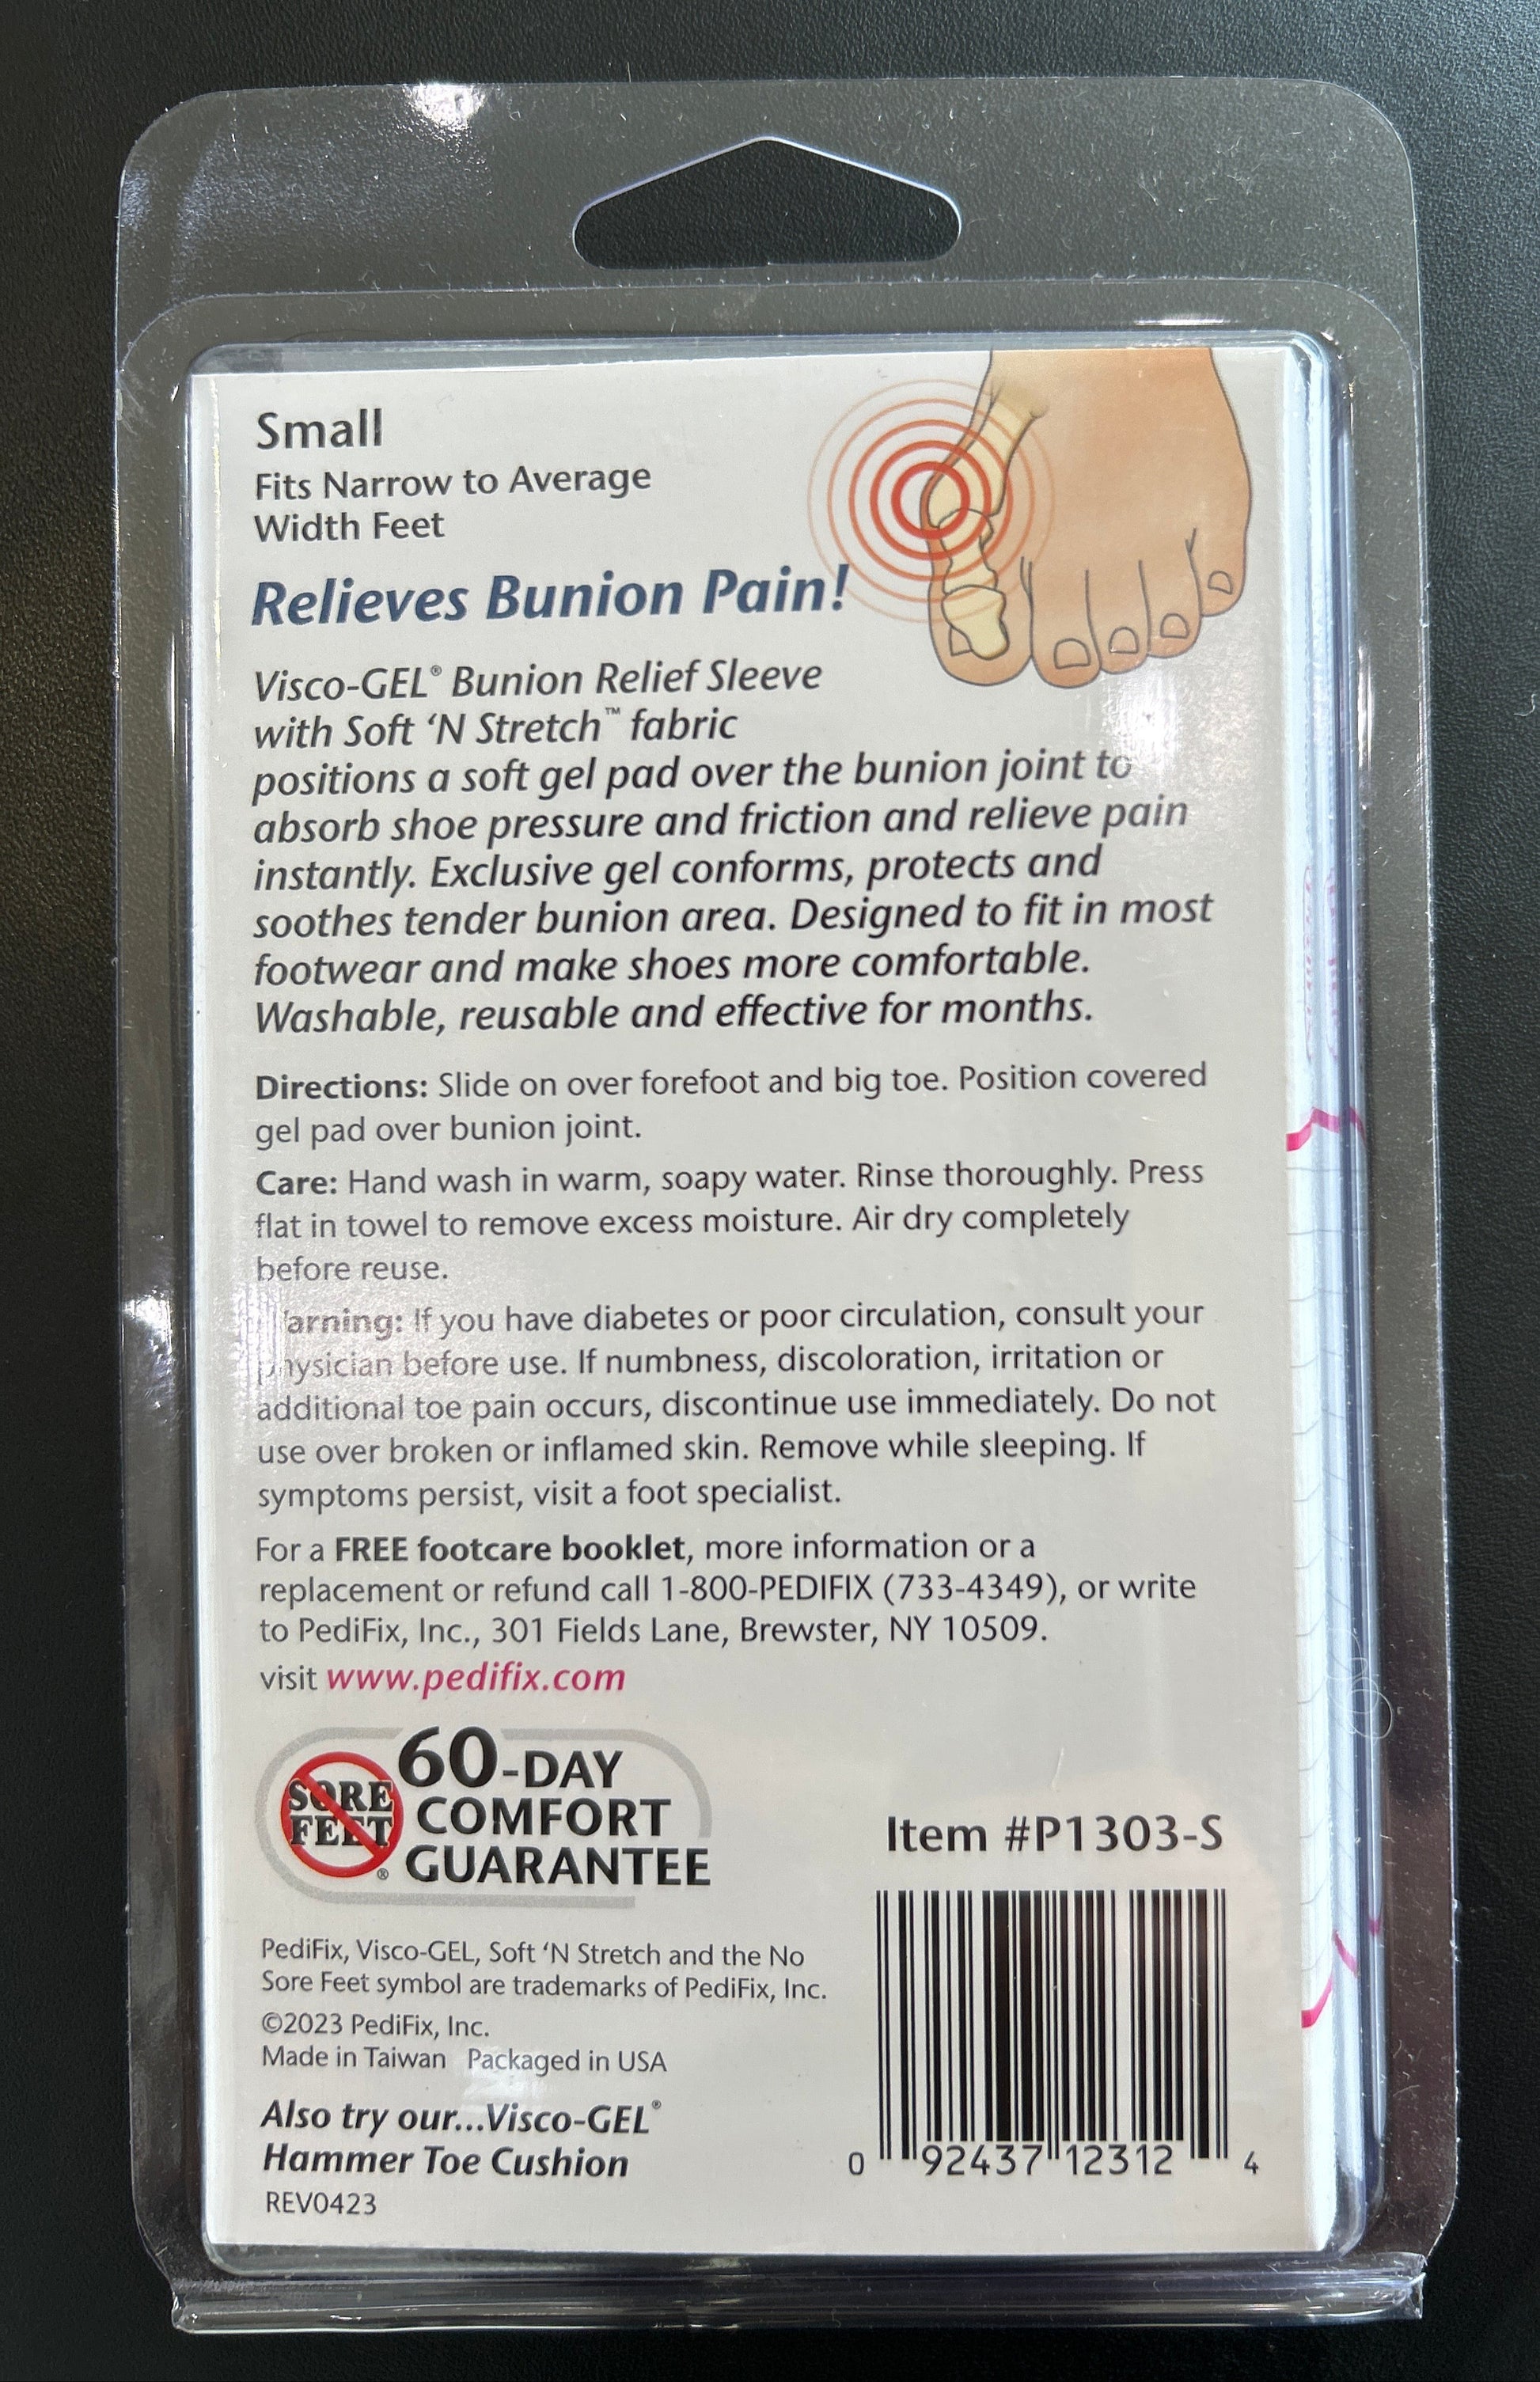 Small
Fits Narrow to Average
Width Feet
Relieves Bunion Pain!
Visco-GEL® Bunion Relief Sleeve
with Soft ‘N Stretch™ fabric
positions a soft gel pad over the bunion joint to
absorb shoe pressure and friction and relieve pain
instantly. Exclusive gel conforms, protects and
soothes tender bunion area. Designed to fit in most
footwear and make shoes more comfortable.
Washable, reusable and effective for months.
Directions: Slide on over forefoot and big toe. Position covered
gel pad over bunion joint.
Care: Hand wash in warm, soapy water. Rinse thoroughly. Press
flat in towel to remove excess moisture. Air dry completely
before reuse.
Warning: If you have diabetes or poor circulation, consult your
physician before use. If numbness, discoloration, irritation or
additional toe pain occurs, discontinue use immediately. Do not
use over broken or inflamed skin. Remove while sleeping. If
symptoms persist, visit a foot specialist.
For a FREE footcare booklet, more information or a
replacement or refund call 1-800-PEDIFIX (733-4349), or write
to PediFix, Inc., 301 Fields Lane, Brewster, NY 10509.
visit www.pedifix.com
SORE
FEET®
60-DAY
COMFORT
GUARANTEE
Item #P1303-S
PediFix, Visco-GEL, Soft ‘N Stretch and the No
Sore Feet symbol are trademarks of PediFix, Inc.
©2023 PediFix, Inc.
Made in Taiwan Packaged in USA
Also try our...Visco-GEL®
Hammer Toe Cushion
REV0423
0 92437 12312 4